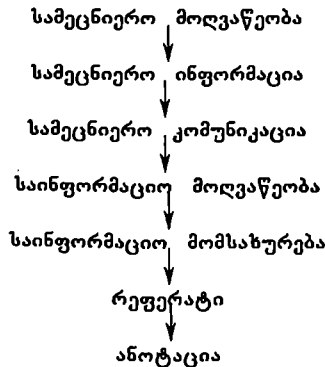 სამეცნიერო მოღვაწეობა
სამეცნიერო ინფორმაცია
სამეცნიერო კომუნიკაცია
საინფორმაციო მოღვაწეობა
საინფორმაციო მომსახურება
რეფერატი
ანოტაცია